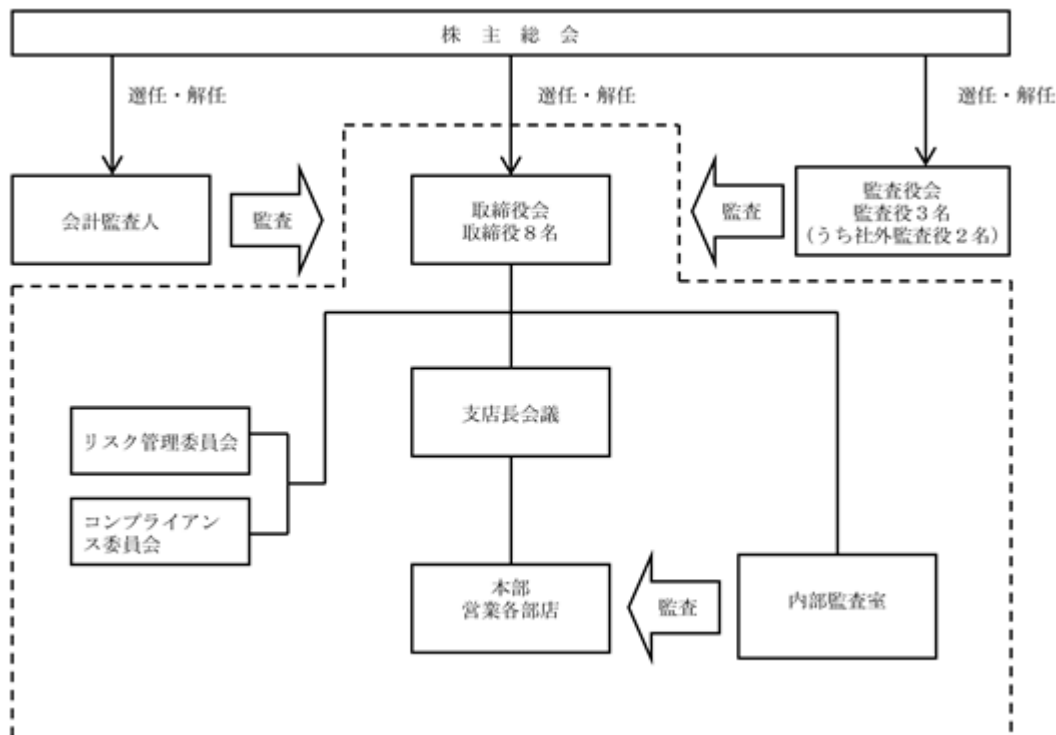 株 主 総 会
選任・解任
選任・解任
選任・解任
会計監査人
監査
取締役会
取締役8名
監査
監査役会
監査役3名
(うち社外監査役2名)
支店長会議
リスク管理委員会
コンプライアン
ス委員会
本部
営業各部店
監査
内部監査室